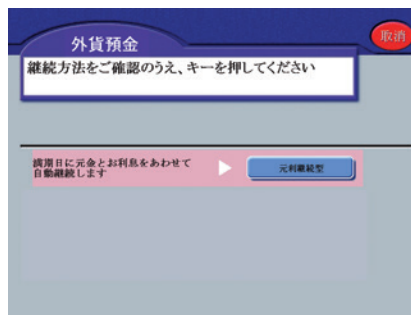 外貨預金
取消
継続方法をご確認のうえ、キーを押してください
満期日に元金とお利息をあわせて
自動継続します
元利継続型